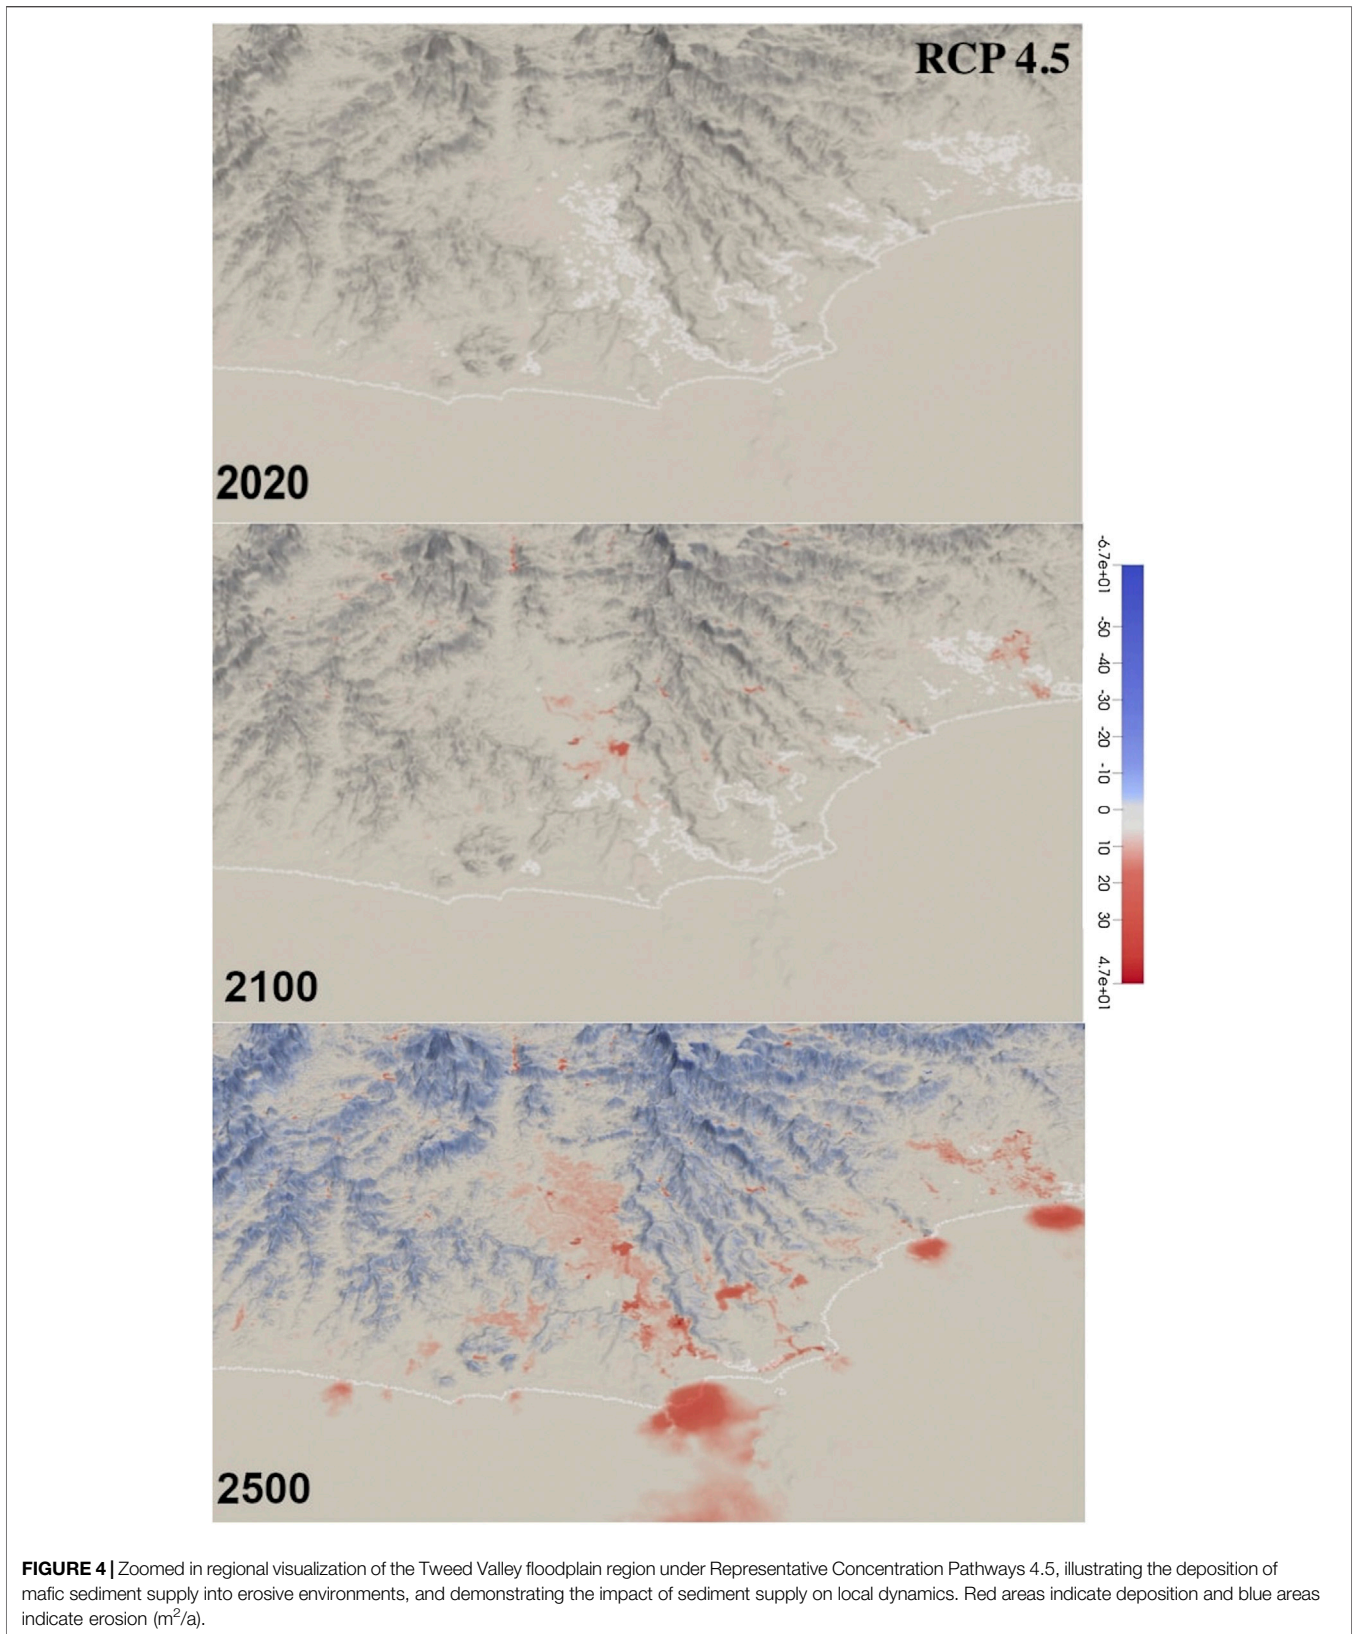 RCP 4.5
2020
-6.7e+01
-50
-40
-30
-20
-10
0
10
20
30
4.7e+01
2100
2500
FIGURE 4 | Zoomed in regional visualization of the Tweed Valley floodplain region under Representative Concentration Pathways 4.5, illustrating the deposition of
mafic sediment supply into erosive environments, and demonstrating the impact of sediment supply on local dynamics. Red areas indicate deposition and blue areas
indicate erosion (m²/a).